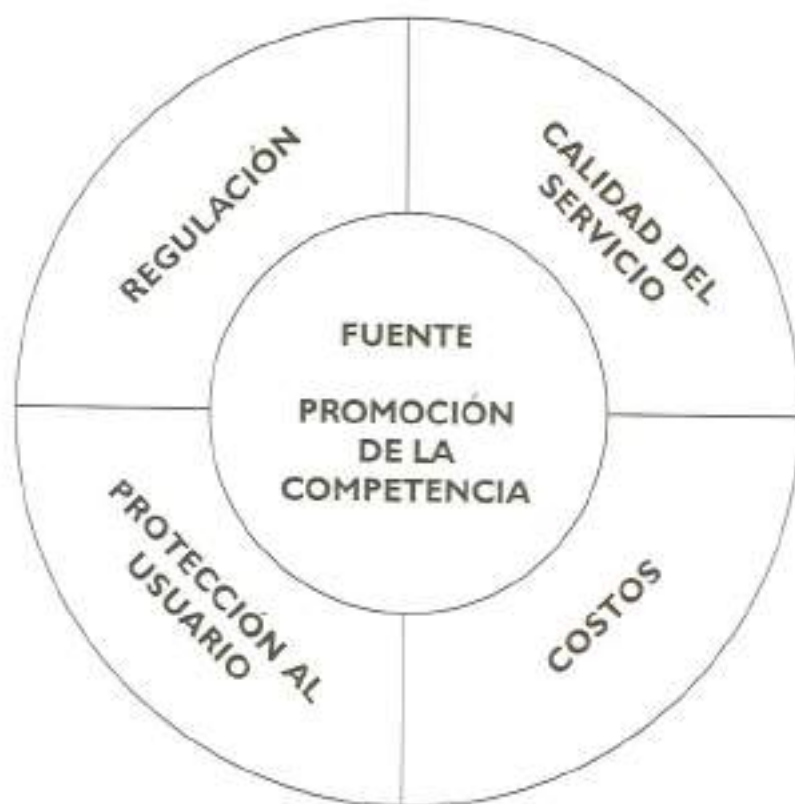 REGULACIÓN
CALIDAD DEL
SERVICIO
FUENTE
PROMOCIÓN
DE LA
COMPETENCIA
PROTECCIÓN AL
USUARIO
COSTOS